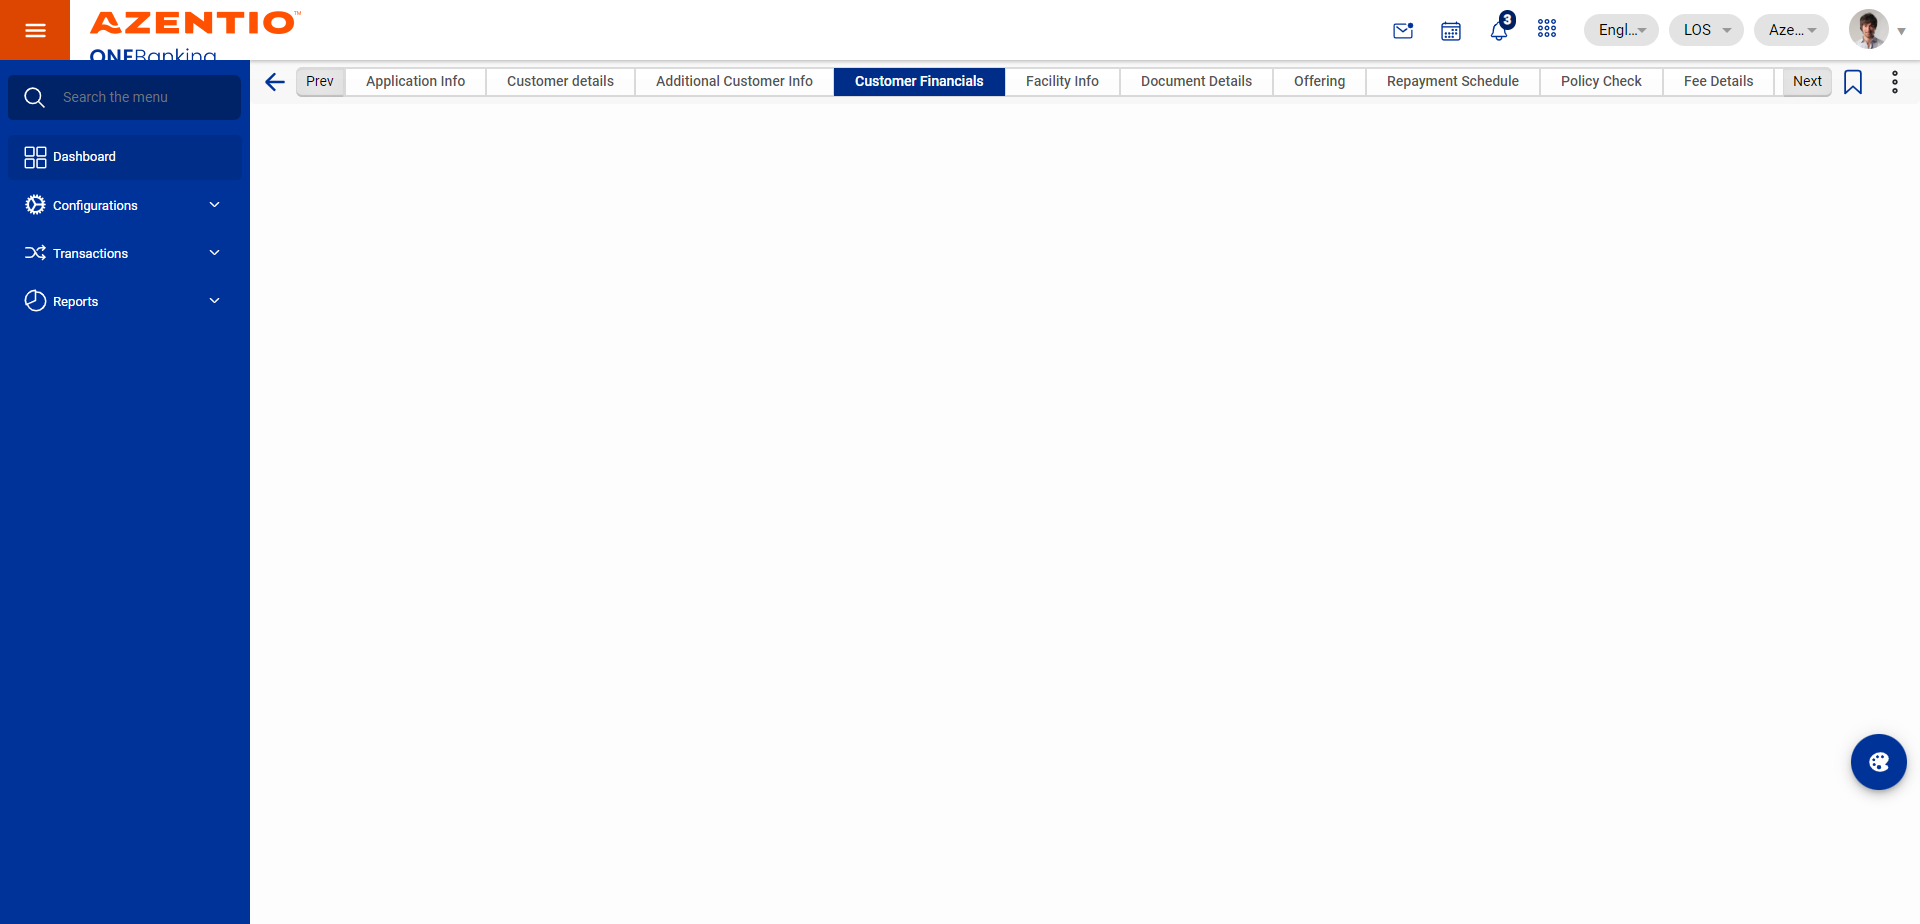 AZENTIO™
ONEBanking
3
Engl...
LOS
Aze...
Search the menu
Dashboard
Configurations
Transactions
Reports
Prev
Application Info
Customer details
Additional Customer Info
Customer Financials
Facility Info
Document Details
Offering
Repayment Schedule
Policy Check
Fee Details
Next